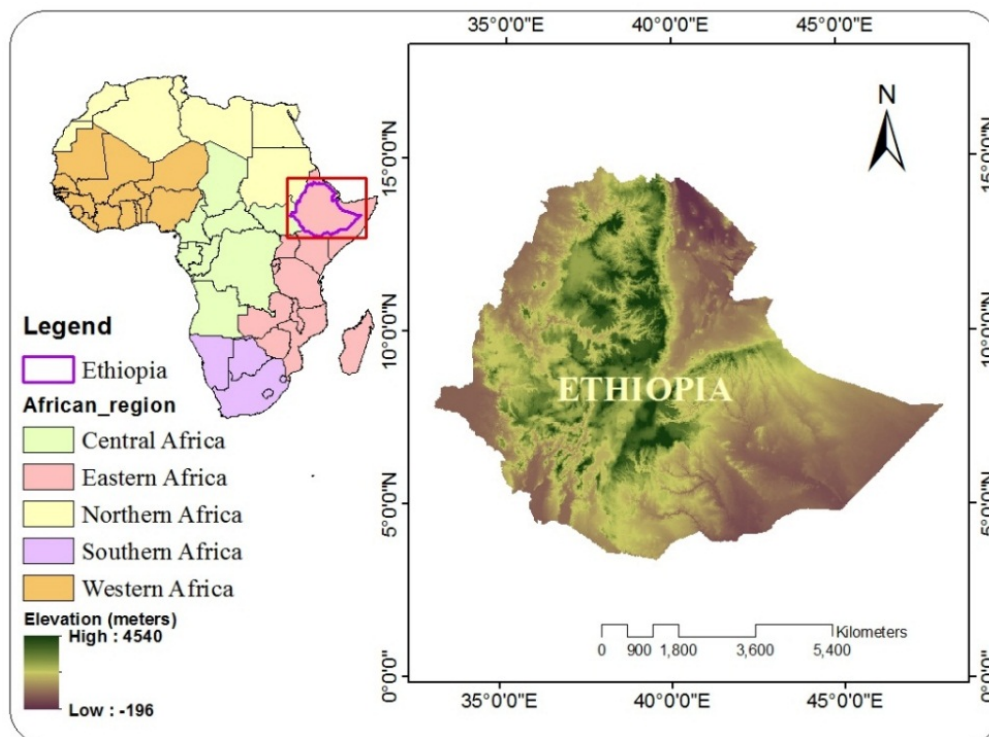 35°0'0"E 40°0'0"E 45°0'0"E
N
15°0'0"N 15°0'0"N
10°0'0"N 10°0'0"N
5°0'0"N 5°0'0"N
0°0'0" 0°0'0"
ETHIOPIA
Legend
Ethiopia
African_region
Central Africa
Eastern Africa
Northern Africa
Southern Africa
Western Africa
Elevation (meters)
High : 4540
Low : -196
Kilometers
0 900 1,800 3,600 5,400
35°0'0"E 40°0'0"E 45°0'0"E